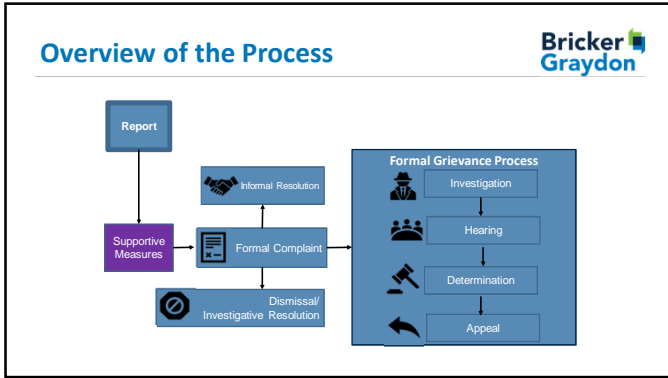 Overview of the Process
Bricker
Graydon
Report
Formal Grievance Process
Informal Resolution
Investigation
Supportive
Measures
Formal Complaint
Hearing
Dismissal/
Investigative Resolution
Determination
Appeal